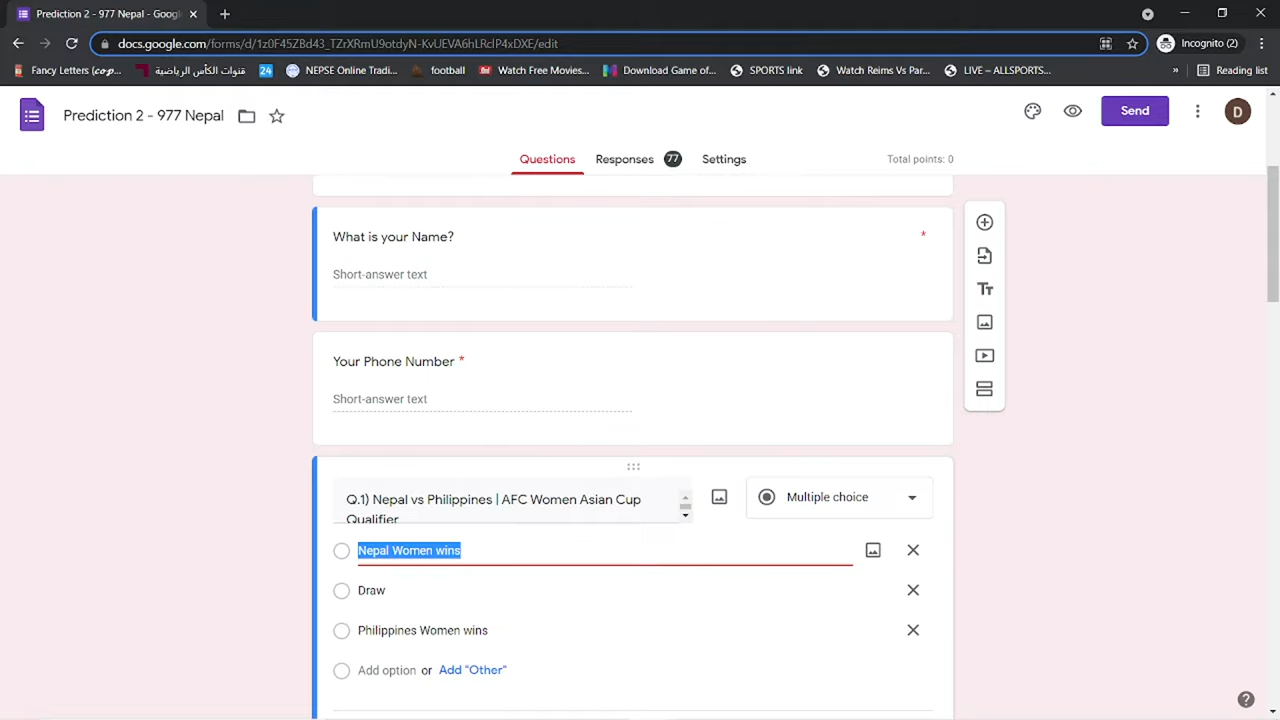 Prediction 2 - 977 Nepal - Googl
docs.google.com/forms/d/1z0F45ZBd43_TZrXRmU9otdyN-KvUEVA6hLRclP4xDXE/edit
Incognito (2)
Fancy Letters
قنوات الكأس الرياضية
24
NEPSE Online Tradi...
football
Watch Free Movies...
Download Game of...
SPORTS link
Watch Reims Vs Par...
LIVE – ALLSPORTS...
»
Reading list
Prediction 2 - 977 Nepal
Send
D
Questions
Responses
77
Settings
Total points: 0
What is your Name?
*
Short-answer text
Your Phone Number *
Short-answer text
Q.1) Nepal vs Philippines | AFC Women Asian Cup
Qualifier
Multiple choice
Nepal Women wins
Draw
Philippines Women wins
Add option or Add "Other"